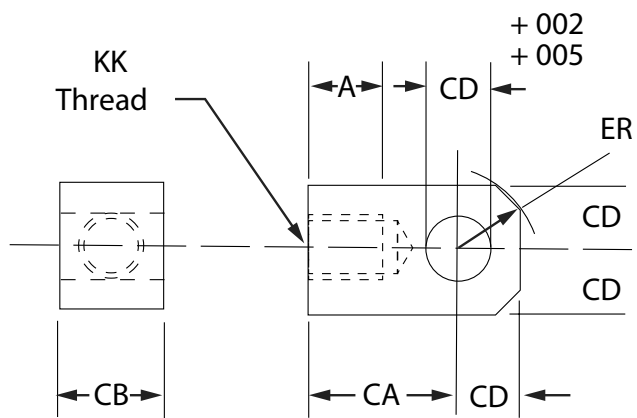 + 002
+ 005
KK
Thread
A
CD
ER
CD
CD
CB
CA
CD